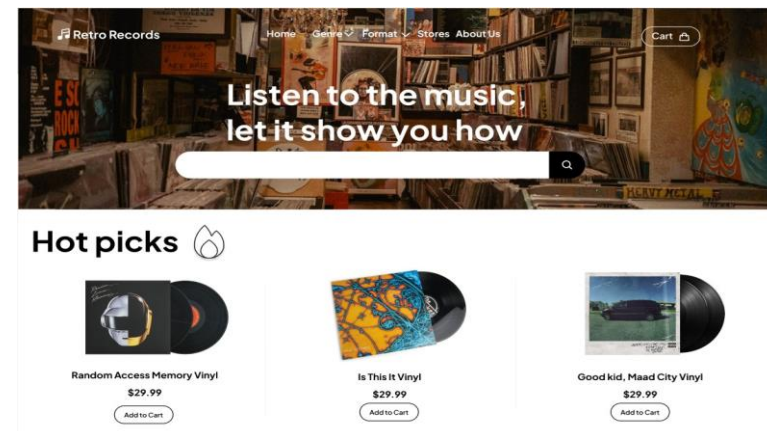 Retro Records
Home Genre Format Stores About Us
Cart
Listen to the music,
let it show you how
HEAVY METAL
Hot picks
Random Access Memory Vinyl
Is This It Vinyl
Good kid, Maad City Vinyl
$29.99
$29.99
$29.99
Add to Cart
Add to Cart
Add to Cart